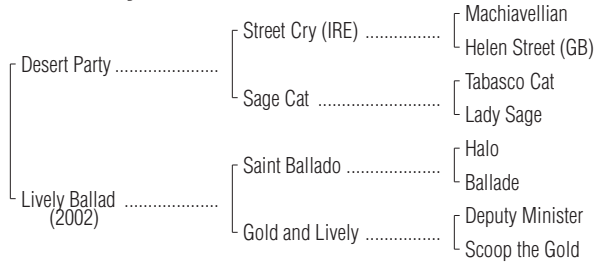 Machiavellian
Street Cry (IRE) .................
Helen Street (GB)
Desert Party ......................
Tabasco Cat
Sage Cat ..........................
Lady Sage
Halo
Saint Ballado ....................
Ballade
Lively Ballad ....................
(2002)
Deputy Minister
Gold and Lively ................
Scoop the Gold